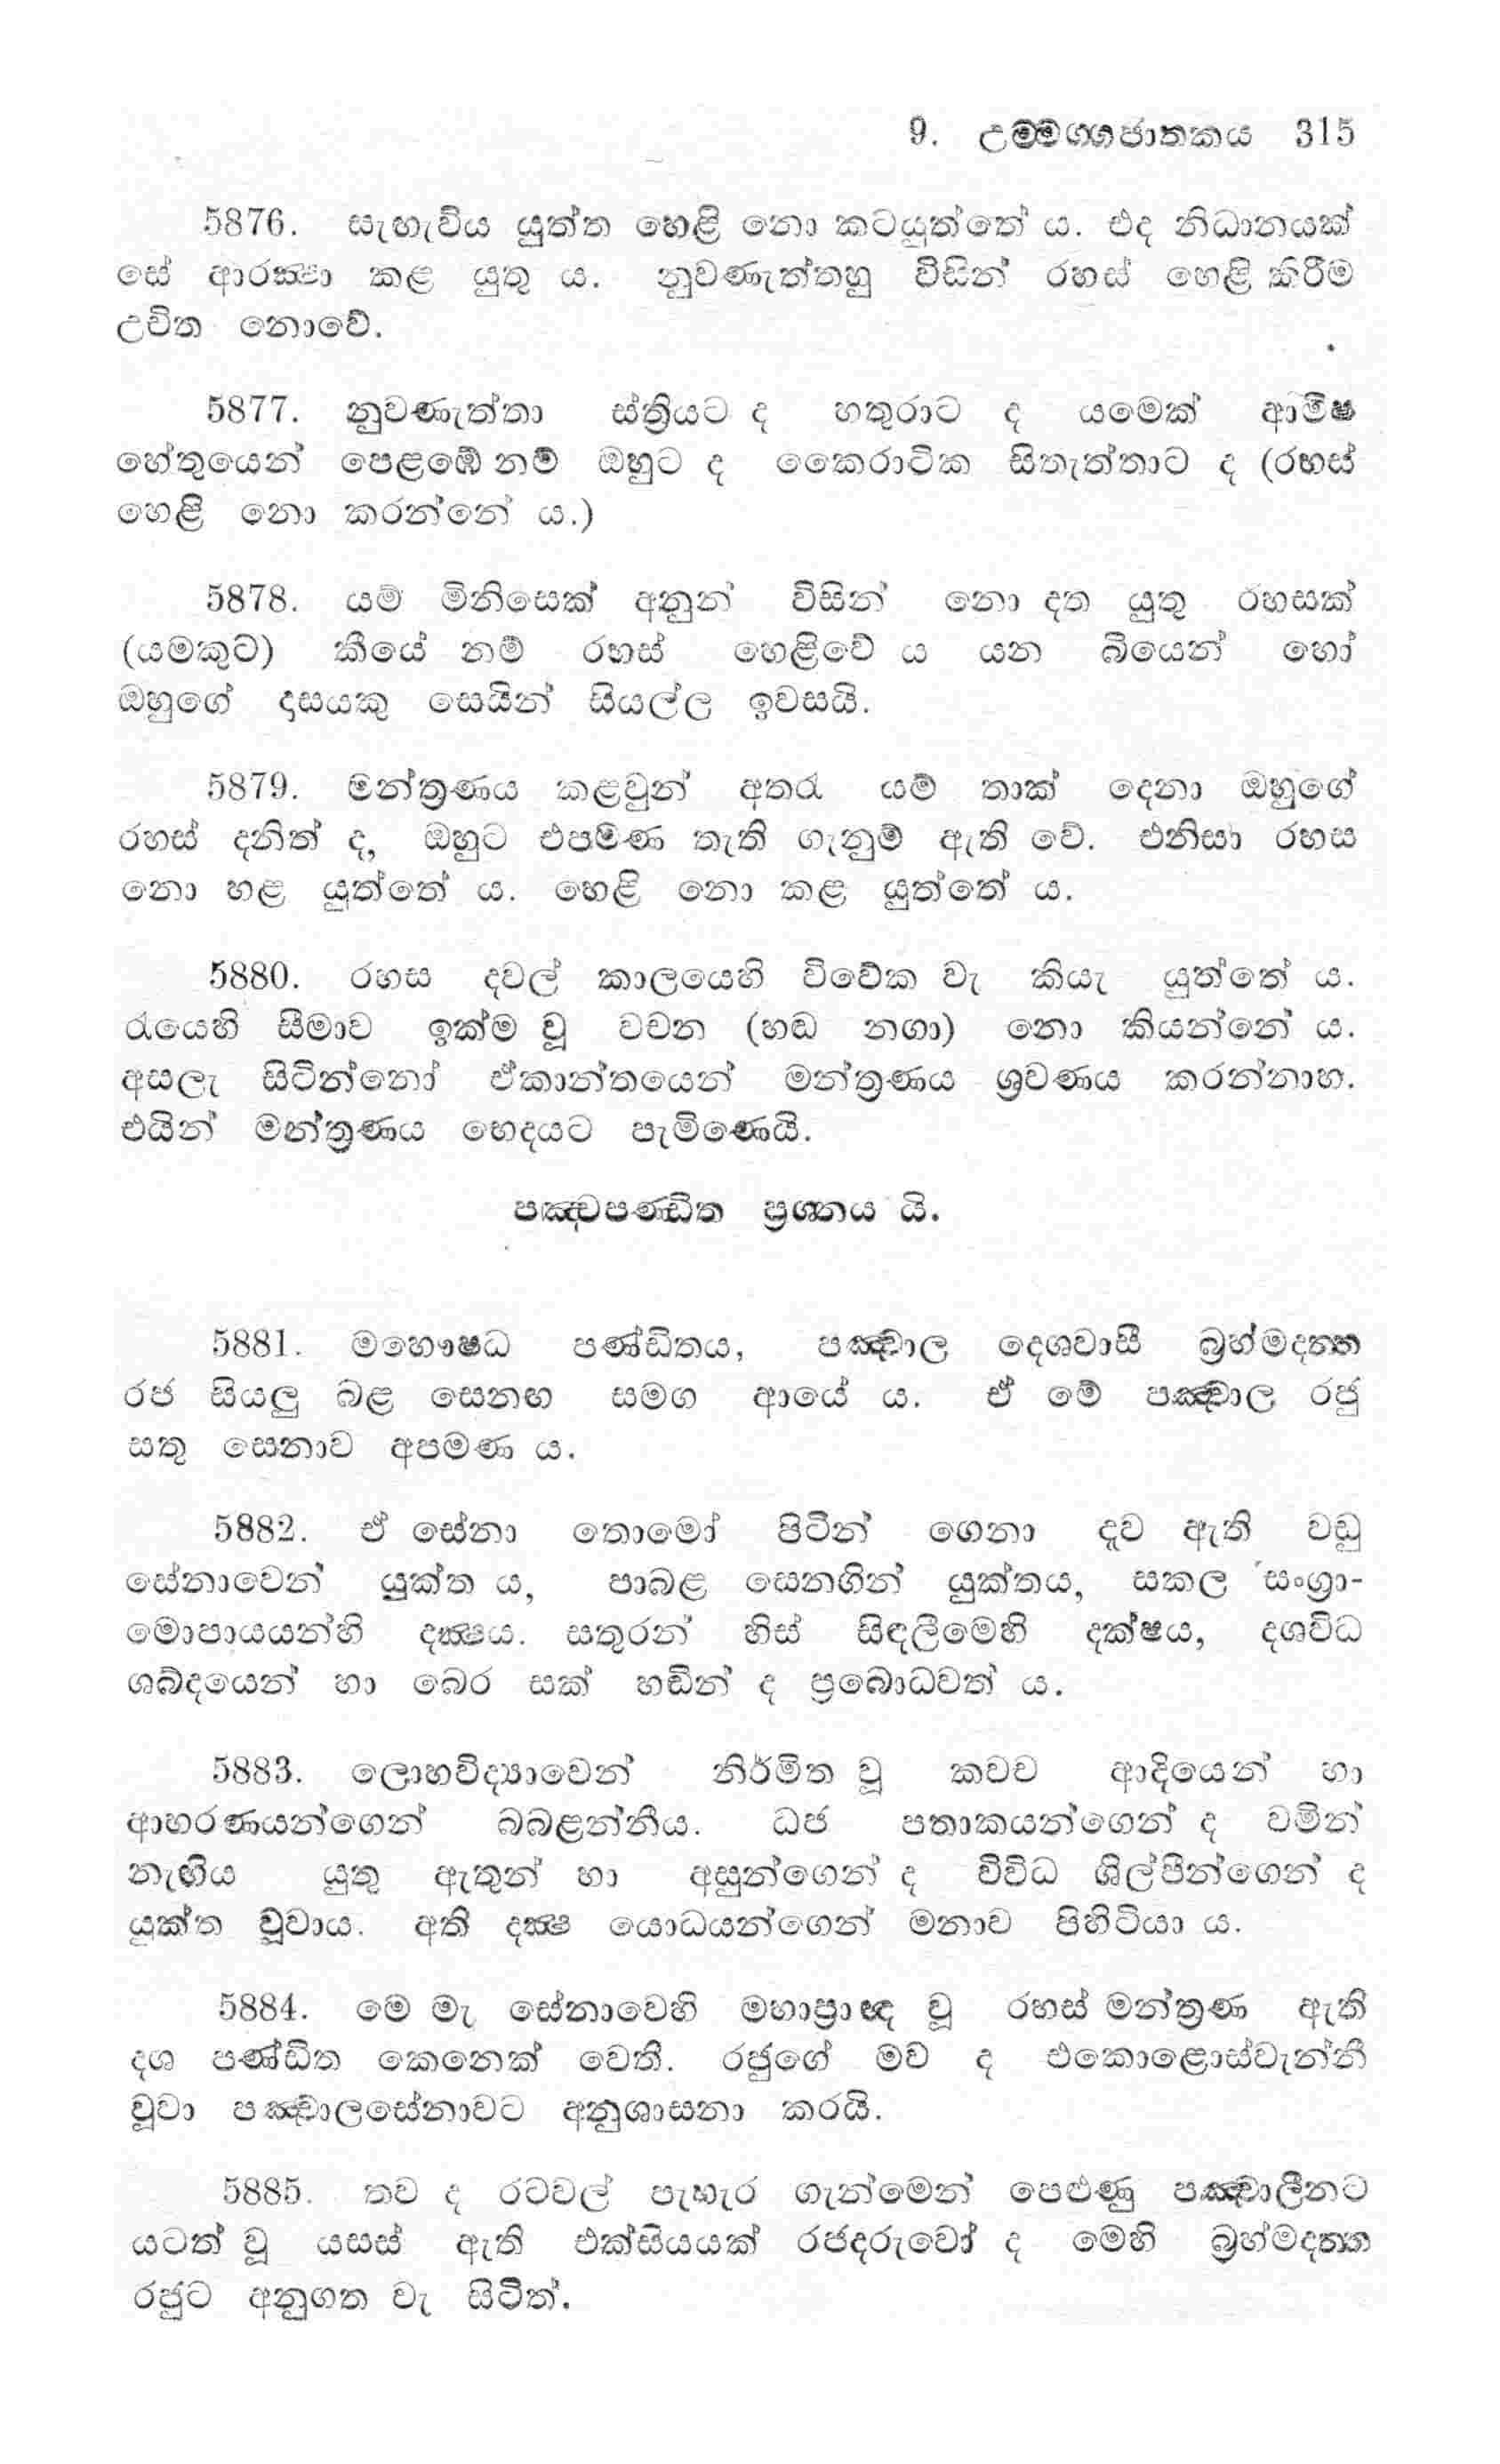 9. උම්මග්ගජාතකය 315
5876. සැඟැවිය යුත්ත හෙළි නො කටයුත්තේ ය. එද නිධානයක්
සේ ආරක්‍ෂා කළ යුතු ය. නුවණැත්තහු විසින් රහස් හෙළි කිරීම
උචිත නොවේ.
5877. නුවණැත්තා ස්ත්‍රියට ද හතුරාට ද යමෙක් ආමිෂ
හේතුයෙන් පෙළඹේ නම් ඔහුට ද කෛරාටික සිතැත්තාට ද (රහස්
හෙළි නො කරන්නේ ය.)
5878. යම් මිනිසෙක් අනුන් විසින් නො දත යුතු රහසක්
(යමකුට) කීයේ නම් රහස් හෙළිවේ ය යන බියෙන් හෝ
ඔහුගේ දාසයකු සෙයින් සියල්ල ඉවසයි.
5879. මන්ත්‍රණය කළවුන් අතරැ යම් තාක් දෙනා ඔහුගේ
රහස් දනිත් ද, ඔහුට එපමණ තැති ගැනුම් ඇති වේ. එනිසා රහස
නො හළ යුත්තේ ය. හෙළි නො කළ යුත්තේ ය.
5880. රහස දවල් කාලයෙහි විවේක වැ කියැ යුත්තේ ය.
රැයෙහි සීමාව ඉක්ම වූ වචන (හඬ නගා) නො කියන්නේ ය.
අසලැ සිටින්නෝ ඒකාන්තයෙන් මන්ත්‍රණය ශ්‍රවණය කරන්නාහ.
එයින් මන්ත්‍රණය භෙදයට පැමිණෙයි.
පඤ්චපණ්ඩිත ප්‍රශ්නය යි.
5881. මහෞෂධ පණ්ඩිතය, පඤ්චාල දෙශවාසී බ්‍රහ්මදත්ත
රජ සියලු බළ සෙනඟ සමග ආයේ ය. ඒ මේ පඤ්චාල රජු
සතු සෙනාව අපමණ ය.
5882. ඒ සේනා තොමෝ පිටින් ගෙනා දැව ඇති වඩු
සේනාවෙන් යුක්ත ය, පාබළ සෙනගින් යුක්තය, සකල සංග්‍රා-
මොපායයන්හි දක්‍ෂය. සතුරන් හිස් සිඳලීමෙහි දක්ෂය, දශවිධ
ශබ්දයෙන් හා බෙර සක් හඬින් ද ප්‍රබොධවත් ය.
5883. ලොහවිද්‍යාවෙන් නිර්මිත වූ කවච ආදියෙන් හා
ආභරණයන්ගෙන් බබළන්නීය. ධජ පතාකයන්ගෙන් ද වමින්
නැඟිය යුතු ඇතුන් හා අසුන්ගෙන් ද විවිධ ශිල්පීන්ගෙන් ද
යුක්ත වූවාය. අති දක්‍ෂ යොධයන්ගෙන් මනාව පිහිටියා ය.
5884. මෙ මැ සේනාවෙහි මහාප්‍රාඥ වූ රහස් මන්ත්‍රණ ඇති
දශ පණ්ඩිත කෙනෙක් වෙති. රජුගේ මව ද එකොළොස්වැන්නී
වූවා පඤ්චාලසේනාවට අනුශාසනා කරයි.
5885. තව ද රටවල් පැහැර ගැන්මෙන් පෙළුණු පඤ්චාලීනට
යටත් වූ යසස් ඇති එක්සියයක් රජදරුවෝ ද මෙහි බ්‍රහ්මදත්ත
රජුට අනුගත වැ සිටිත්.